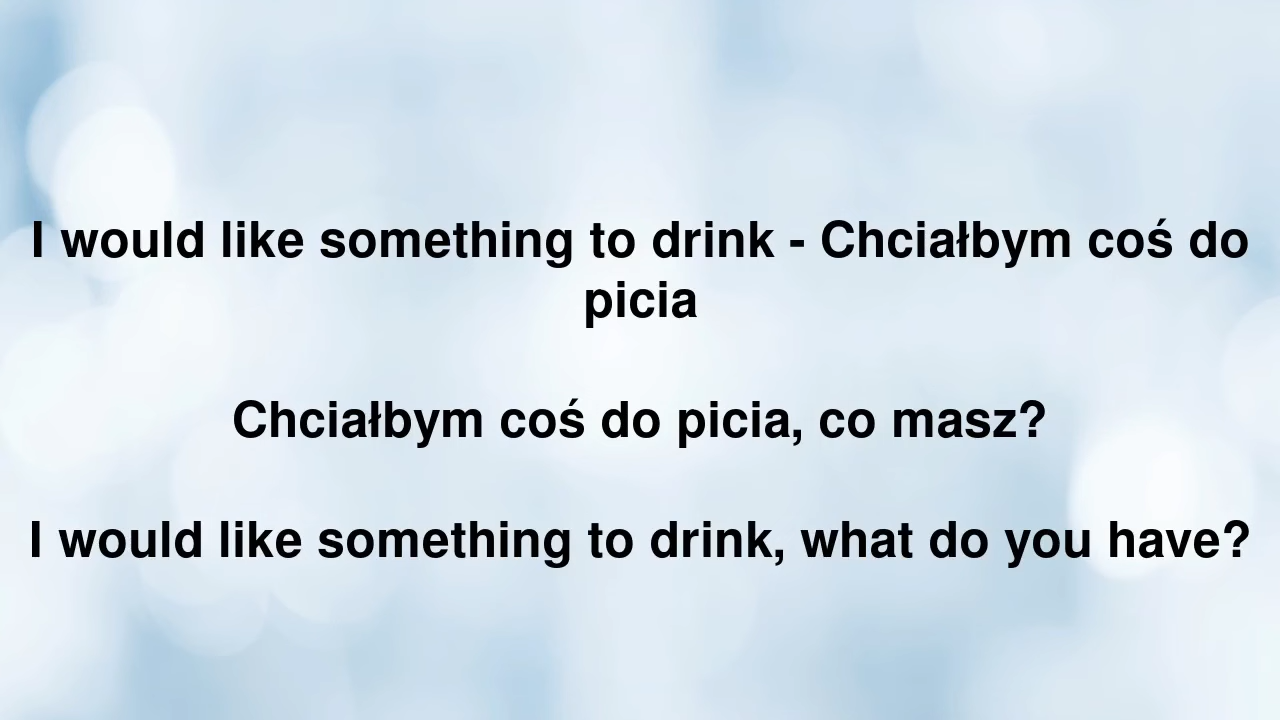 I would like something to drink - Chciałbym coś do
picia
Chciałbym coś do picia, co masz?
I would like something to drink, what do you have?